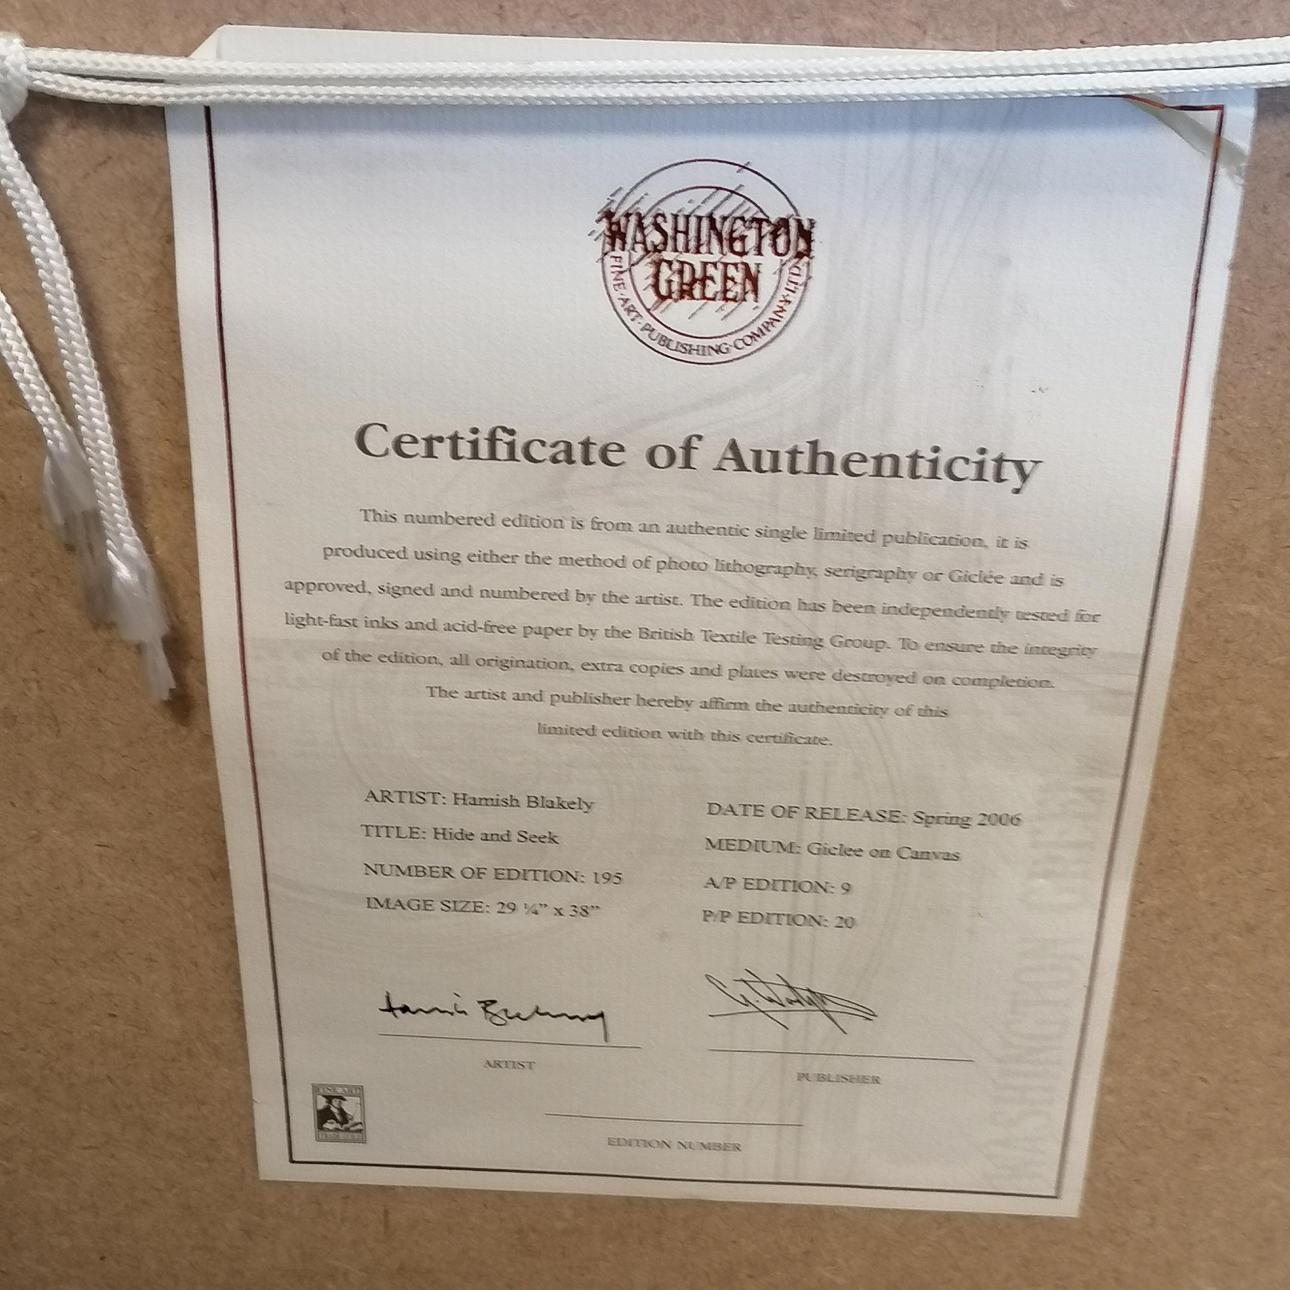 WASHINGTON
GREEN
FINE·ART·PUBLISHING·COMPANY·LTD
Certificate of Authenticity
This numbered edition is from an authentic single limited publication, it is
produced using either the method of photo lithography, serigraphy or Giclée and is
approved, signed and numbered by the artist. The edition has been independently tested for
light-fast inks and acid-free paper by the British Textile Testing Group. To ensure the integrity
of the edition, all origination, extra copies and plates were destroyed on completion.
The artist and publisher hereby affirm the authenticity of this
limited edition with this certificate.
ARTIST: Hamish Blakely
TITLE: Hide and Seek
NUMBER OF EDITION: 195
IMAGE SIZE: 29 ¼” x 38”
DATE OF RELEASE: Spring 2006
MEDIUM: Giclee on Canvas
A/P EDITION: 9
P/P EDITION: 20
ARTIST
PUBLISHER
EDITION NUMBER
WASHINGTON GREEN